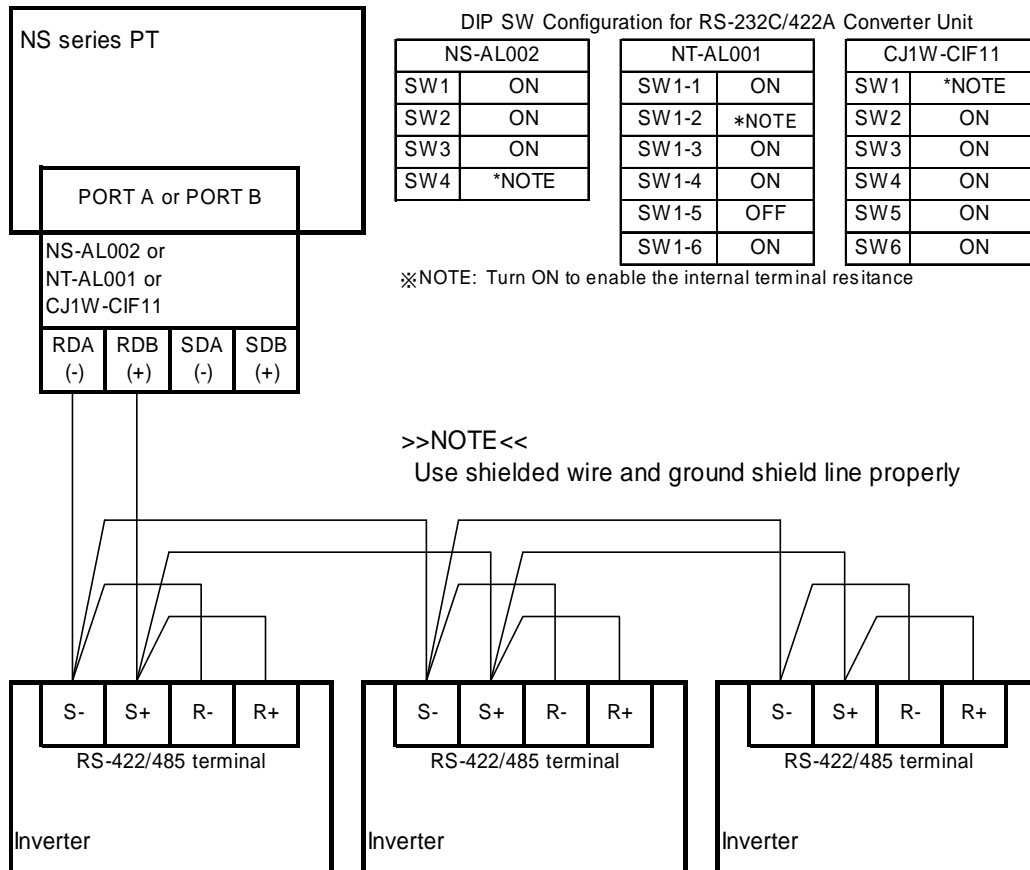 NS series PT
PORT A or PORT B
NS-AL002 or
NT-AL001 or
CJ1W-CIF11
RDA RDB SDA SDB
(-) (+) (-) (+)
DIP SW Configuration for RS-232C/422A Converter Unit
NS-AL002
SW1 ON
SW2 ON
SW3 ON
SW4 *NOTE
NT-AL001
SW1-1 ON
SW1-2 *NOTE
SW1-3 ON
SW1-4 ON
SW1-5 OFF
SW1-6 ON
CJ1W-CIF11
SW1 *NOTE
SW2 ON
SW3 ON
SW4 ON
SW5 ON
SW6 ON
※NOTE: Turn ON to enable the internal terminal resitance
>>NOTE<<
Use shielded wire and ground shield line properly
S- S+ R- R+
RS-422/485 terminal
Inverter
S- S+ R- R+
RS-422/485 terminal
Inverter
S- S+ R- R+
RS-422/485 terminal
Inverter